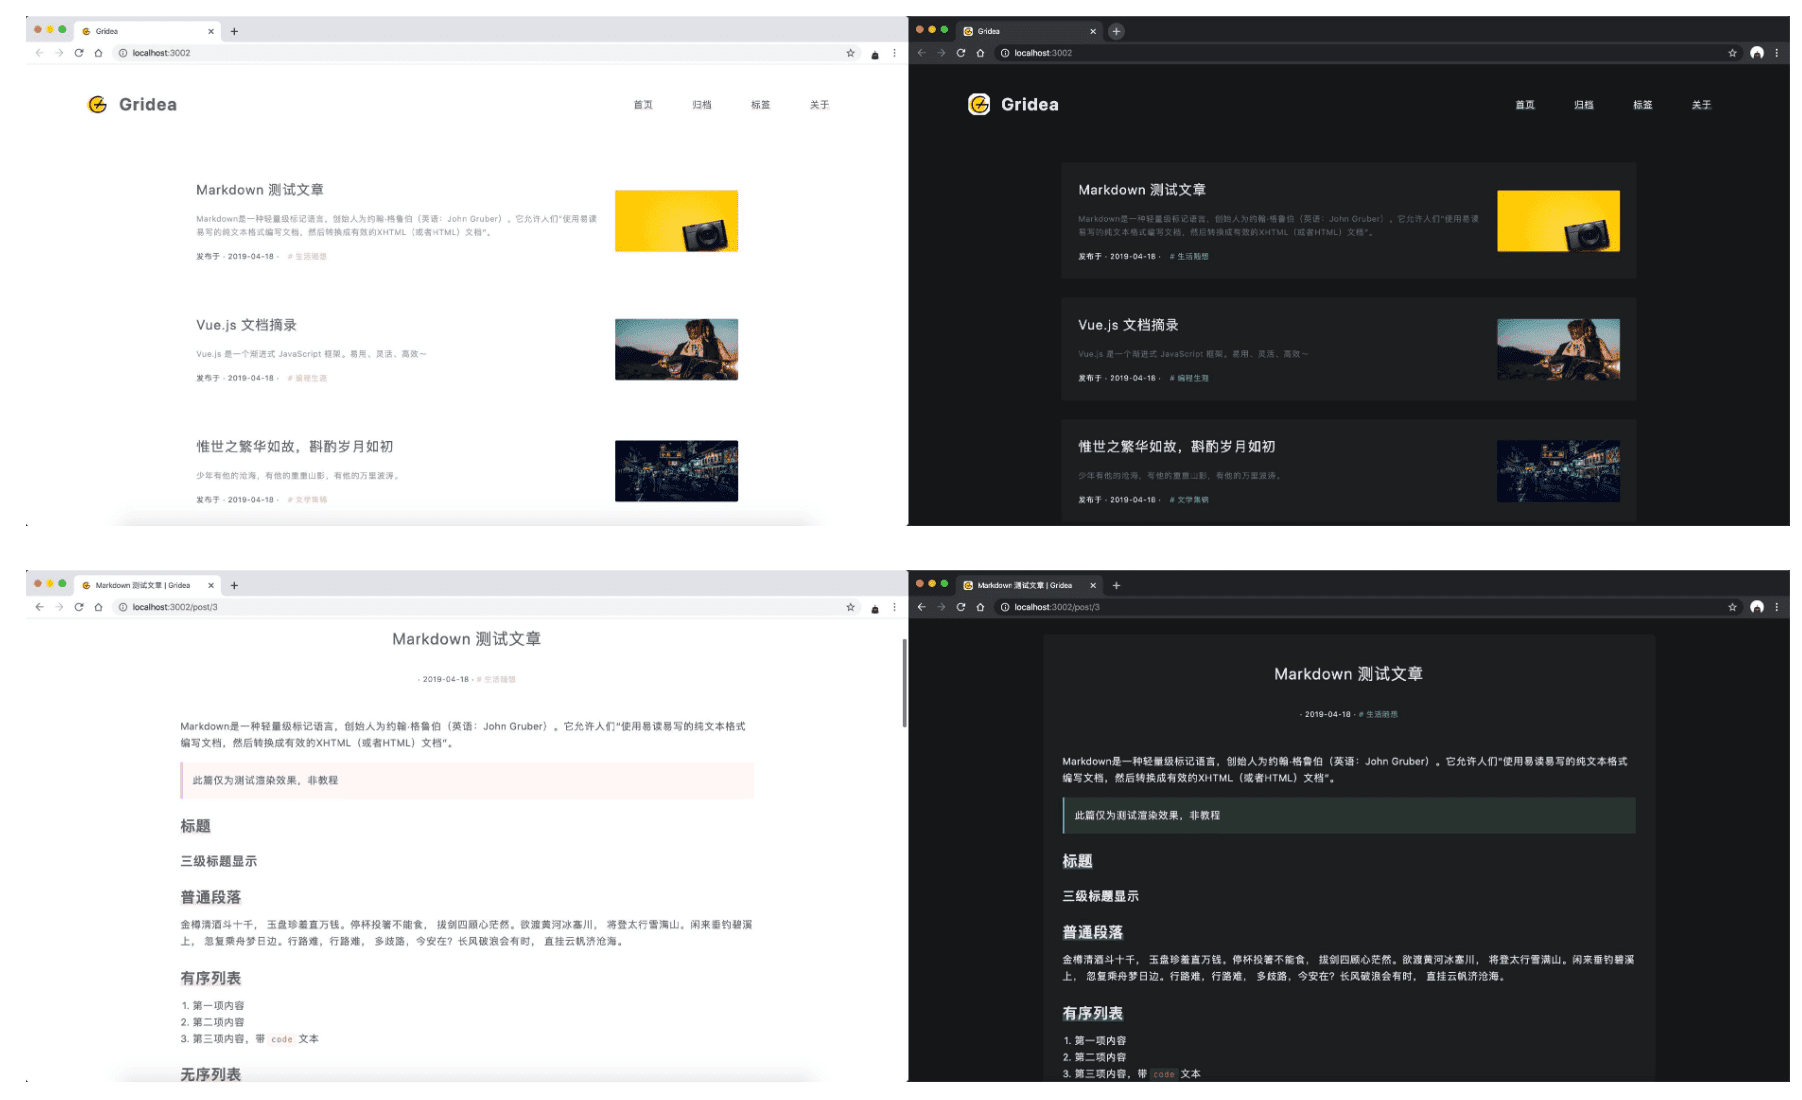 Gridea
localhost:3002
Gridea
首页 归档 标签 关于
Markdown 测试文章
Markdown是一种轻量级标记语言，创始人为约翰·格鲁伯（英语：John Gruber）。它允许人们“使用易读
易写的纯文本格式编写文档，然后转换成有效的XHTML（或者HTML）文档”。
发布于 · 2019-04-18 · # 生活随想
Vue.js 文档摘录
Vue.js 是一个渐进式 JavaScript 框架。易用、灵活、高效～
发布于 · 2019-04-18 · # 编程生涯
惟世之繁华如故，斟酌岁月如初
少年有他的沧海，有他的重重山影，有他的万里波涛。
发布于 · 2019-04-18 · # 文学集锦
Gridea
localhost:3002
Gridea
首页 归档 标签 关于
Markdown 测试文章
Markdown是一种轻量级标记语言，创始人为约翰·格鲁伯（英语：John Gruber）。它允许人们“使用易读
易写的纯文本格式编写文档，然后转换成有效的XHTML（或者HTML）文档”。
发布于 · 2019-04-18 · # 生活随想
Vue.js 文档摘录
Vue.js 是一个渐进式 JavaScript 框架。易用、灵活、高效～
发布于 · 2019-04-18 · # 编程生涯
惟世之繁华如故，斟酌岁月如初
少年有他的沧海，有他的重重山影，有他的万里波涛。
发布于 · 2019-04-18 · # 文学集锦
Markdown 测试文章 | Gridea
localhost:3002/post/3
Markdown 测试文章
· 2019-04-18 · # 生活随想
Markdown是一种轻量级标记语言，创始人为约翰·格鲁伯（英语：John Gruber）。它允许人们“使用易读易写的纯文本格式
编写文档，然后转换成有效的XHTML（或者HTML）文档”。
此篇仅为测试渲染效果，非教程
标题
三级标题显示
普通段落
金樽清酒斗十千， 玉盘珍羞直万钱。停杯投箸不能食， 拔剑四顾心茫然。欲渡黄河冰塞川， 将登太行雪满山。闲来垂钓碧溪
上， 忽复乘舟梦日边。行路难，行路难， 多歧路，今安在？长风破浪会有时， 直挂云帆济沧海。
有序列表
1. 第一项内容
2. 第二项内容
3. 第三项内容，带 code 文本
无序列表
Markdown 测试文章 | Gridea
localhost:3002/post/3
Markdown 测试文章
· 2019-04-18 · # 生活随想
Markdown是一种轻量级标记语言，创始人为约翰·格鲁伯（英语：John Gruber）。它允许人们“使用易读易写的纯文本格式
编写文档，然后转换成有效的XHTML（或者HTML）文档”。
此篇仅为测试渲染效果，非教程
标题
三级标题显示
普通段落
金樽清酒斗十千， 玉盘珍羞直万钱。停杯投箸不能食， 拔剑四顾心茫然。欲渡黄河冰塞川， 将登太行雪满山。闲来垂钓碧溪
上， 忽复乘舟梦日边。行路难，行路难， 多歧路，今安在？长风破浪会有时， 直挂云帆济沧海。
有序列表
1. 第一项内容
2. 第二项内容
3. 第三项内容，带 code 文本